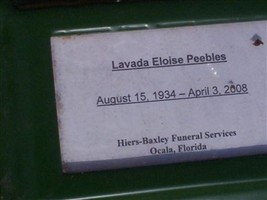 Lavada Eloise Peebles
August 15, 1934 – April 3, 2008
Hiers-Baxley Funeral Services
Ocala, Florida